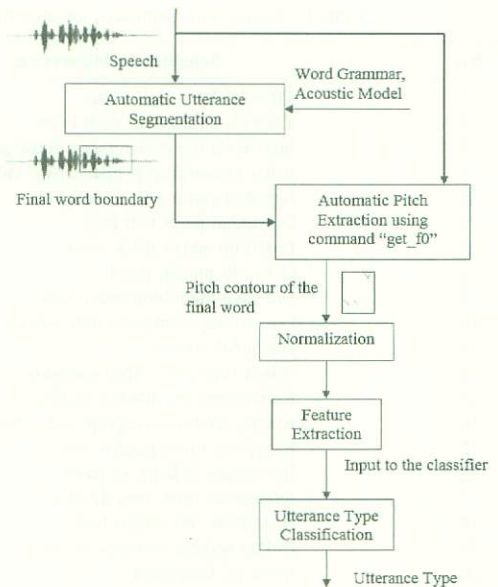 Speech
Word Grammar,
Acoustic Model
Automatic Utterance
Segmentation
Final word boundary
Automatic Pitch
Extraction using
command "get_f0"
Pitch contour of the
final word
Normalization
Feature
Extraction
Input to the classifier
Utterance Type
Classification
Utterance Type